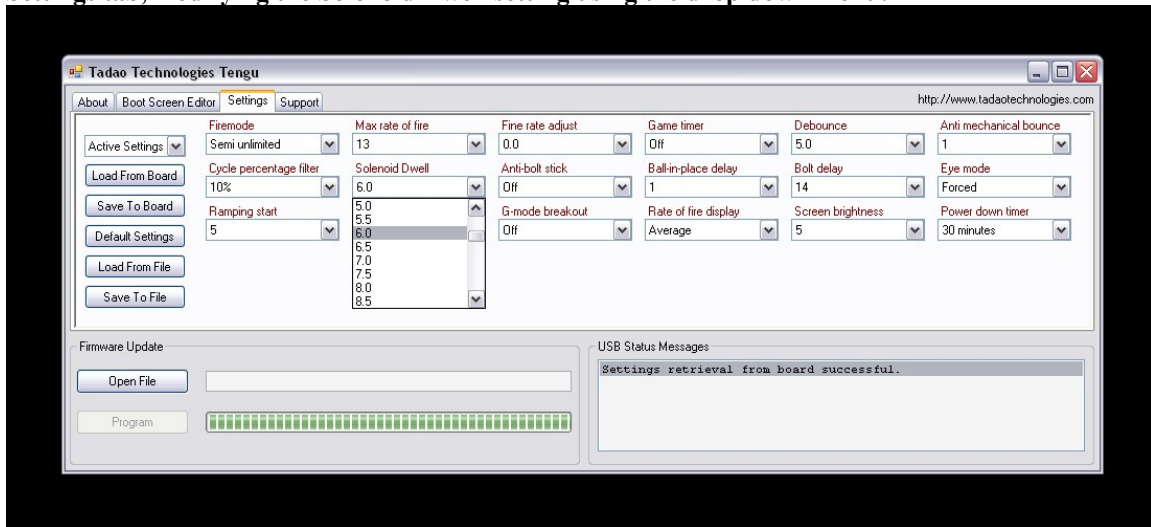 Tadao Technologies Tengu
About Boot Screen Editor Settings Support http://www.tadaotechnologies.com
Firemode Max rate of fire Fine rate adjust Game timer Debounce Anti mechanical bounce
Active Settings Semi unlimited 13 0.0 Off 5.0 1
Load From Board Cycle percentage filter Solenoid Dwell Anti-bolt stick Ball-in-place delay Bolt delay Eye mode
10% 6.0 Off 1 14 Forced
Save To Board Ramping start 5.0 G-mode breakout Rate of fire display Screen brightness Power down timer
5.5
Default Settings 5 6.0 Off Average 5 30 minutes
6.5
Load From File 7.0
7.5
Save To File 8.0
8.5
Firmware Update USB Status Messages
Open File Settings retrieval from board successful.
Program